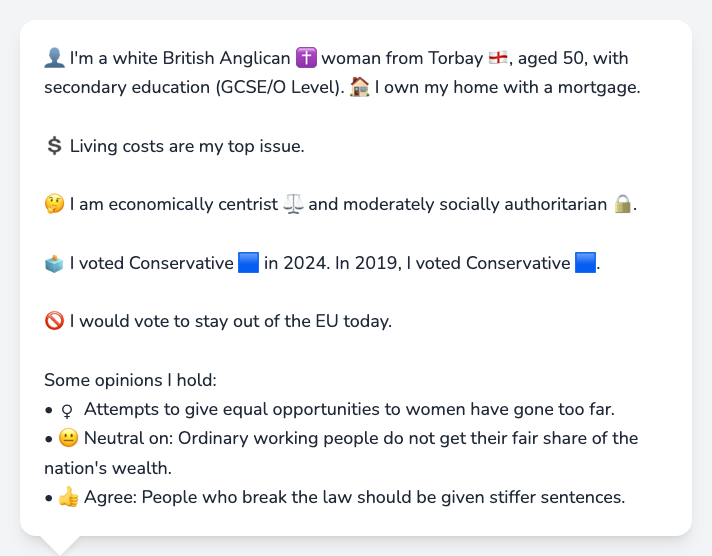 👤 I'm a white British Anglican ✝️ woman from Torbay 🏴󠁧󠁢󠁥󠁮󠁧󠁿, aged 50, with
secondary education (GCSE/O Level). 🏠 I own my home with a mortgage.
💲 Living costs are my top issue.
🤔 I am economically centrist ⚖️ and moderately socially authoritarian 🔒.
🗳️ I voted Conservative 🟦 in 2024. In 2019, I voted Conservative 🟦.
🚫 I would vote to stay out of the EU today.
Some opinions I hold:
• ♀ Attempts to give equal opportunities to women have gone too far.
• 😐 Neutral on: Ordinary working people do not get their fair share of the
nation's wealth.
• 👍 Agree: People who break the law should be given stiffer sentences.